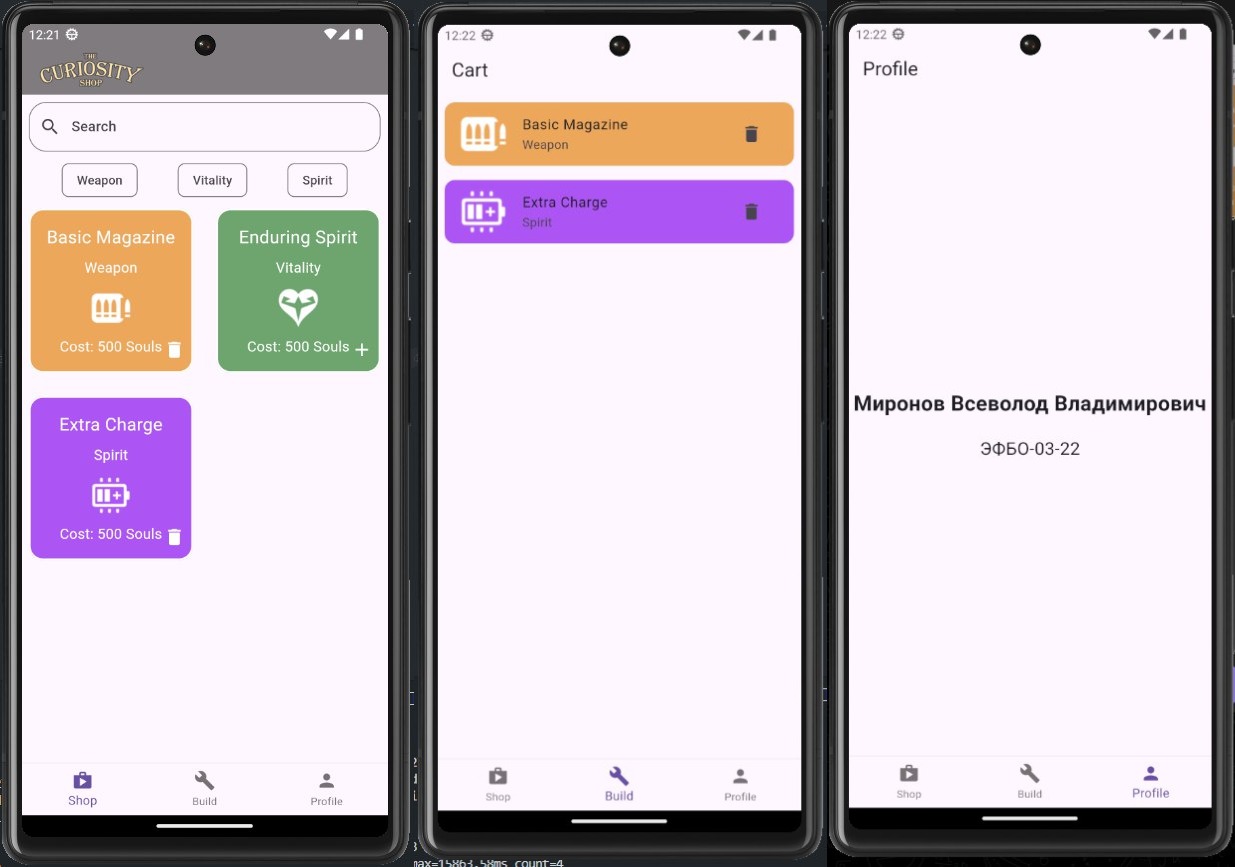 12:21
THE
CURIOSITY
SHOP
Search
Weapon
Vitality
Spirit
Basic Magazine
Weapon
Cost: 500 Souls
Enduring Spirit
Vitality
Cost: 500 Souls
Extra Charge
Spirit
Cost: 500 Souls
Shop
Build
Profile
12:22
Cart
Basic Magazine
Weapon
Extra Charge
Spirit
Shop
Build
Profile
12:22
Profile
Миронов Всеволод Владимирович
ЭФБО-03-22
Shop
Build
Profile
max=15863.58ms count=4